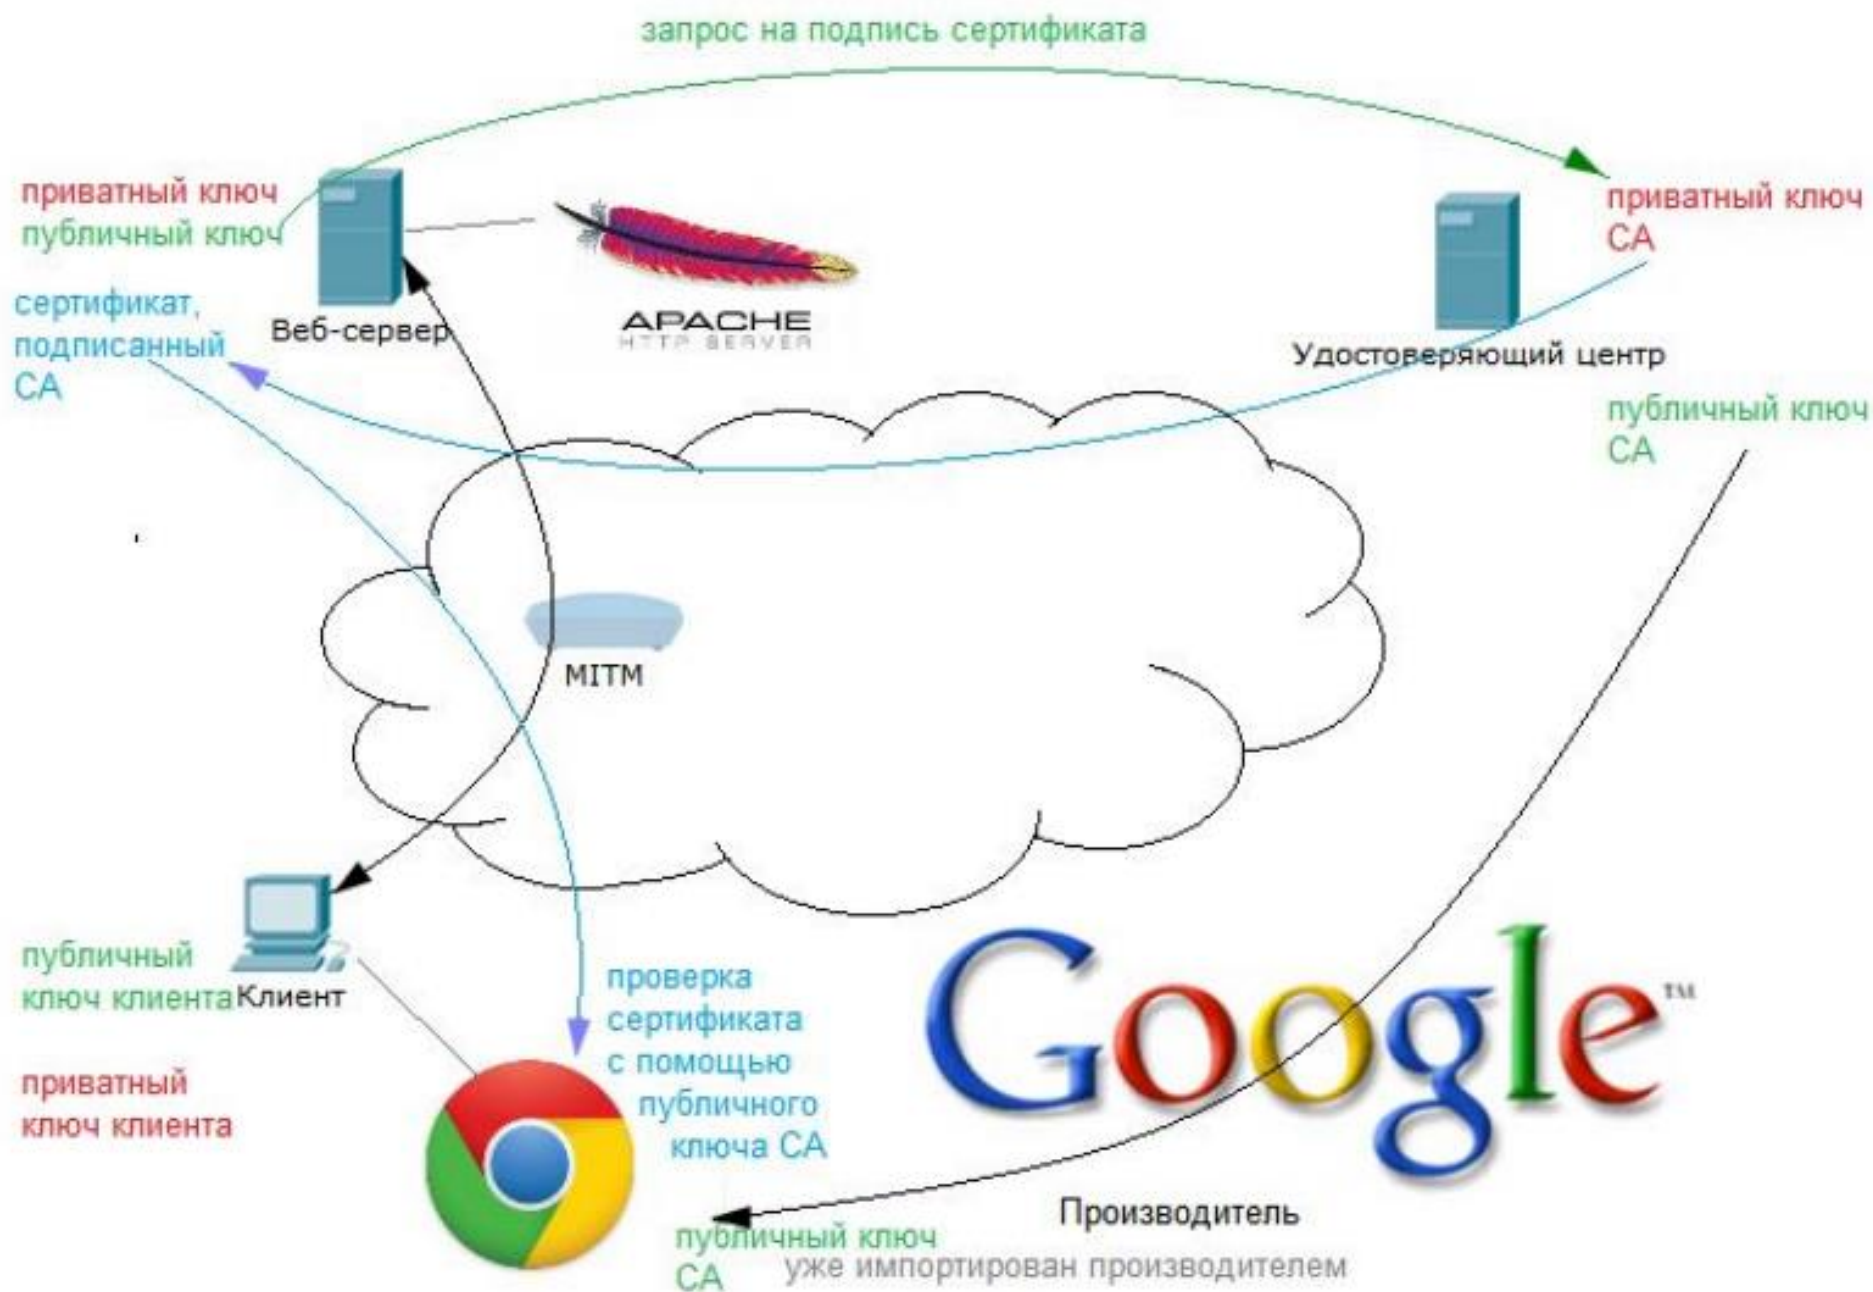 запрос на подпись сертификата
приватный ключ
публичный ключ
сертификат,
подписанный
CA
Веб-сервер
APACHE
HTTP SERVER
приватный ключ
CA
Удостоверяющий центр
публичный ключ
CA
MITM
публичный
ключ клиента
Клиент
приватный
ключ клиента
проверка
сертификата
с помощью
публичного
ключа CA
Google™
Производитель
публичный ключ
CA
уже импортирован производителем